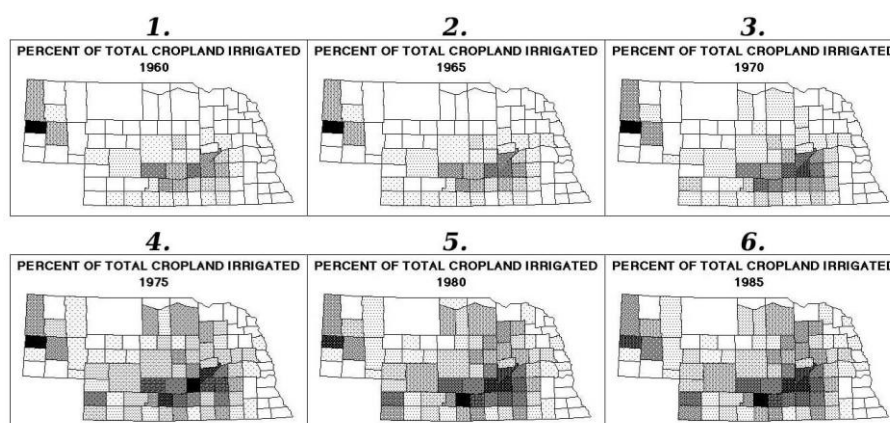 1.
PERCENT OF TOTAL CROPLAND IRRIGATED
1960
2.
PERCENT OF TOTAL CROPLAND IRRIGATED
1965
3.
PERCENT OF TOTAL CROPLAND IRRIGATED
1970
4.
PERCENT OF TOTAL CROPLAND IRRIGATED
1975
5.
PERCENT OF TOTAL CROPLAND IRRIGATED
1980
6.
PERCENT OF TOTAL CROPLAND IRRIGATED
1985